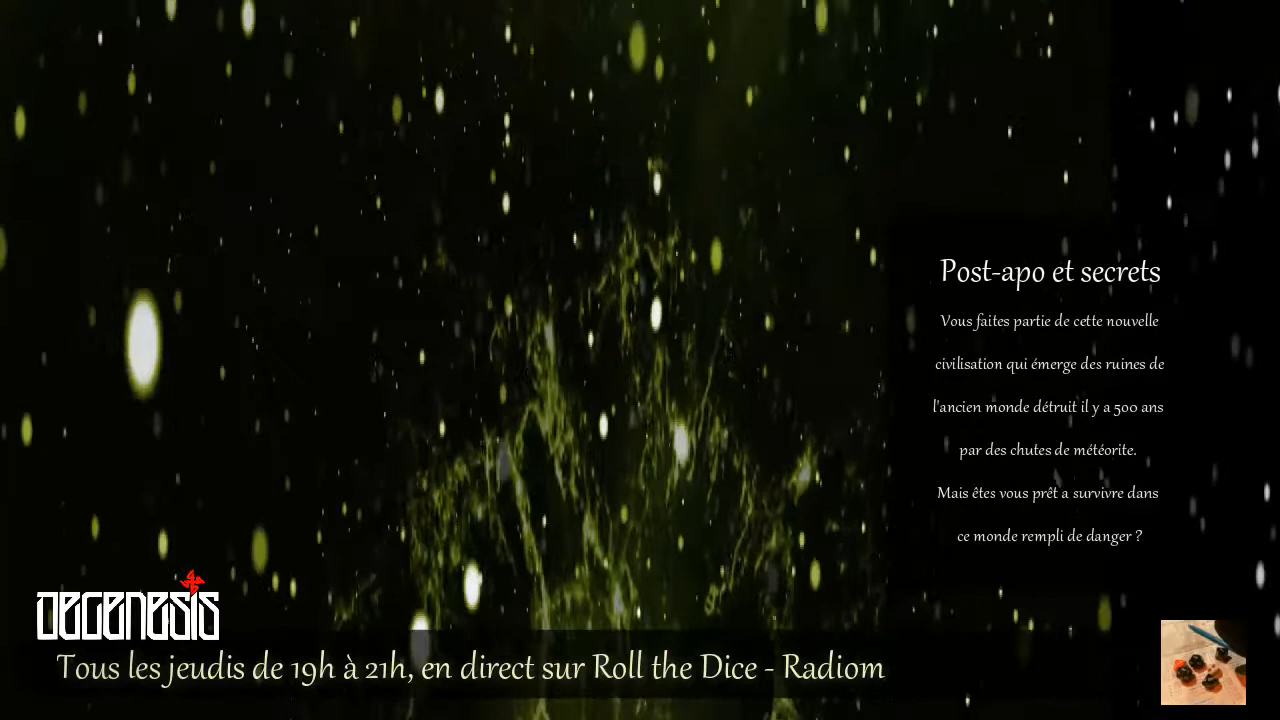 Post-apo et secrets
Vous faites partie de cette nouvelle
civilisation qui émerge des ruines de
l'ancien monde détruit il y a 500 ans
par des chutes de météorite.
Mais êtes vous prêt a survivre dans
ce monde rempli de danger ?
DEGENESIS
Tous les jeudis de 19h à 21h, en direct sur Roll the Dice - Radiom